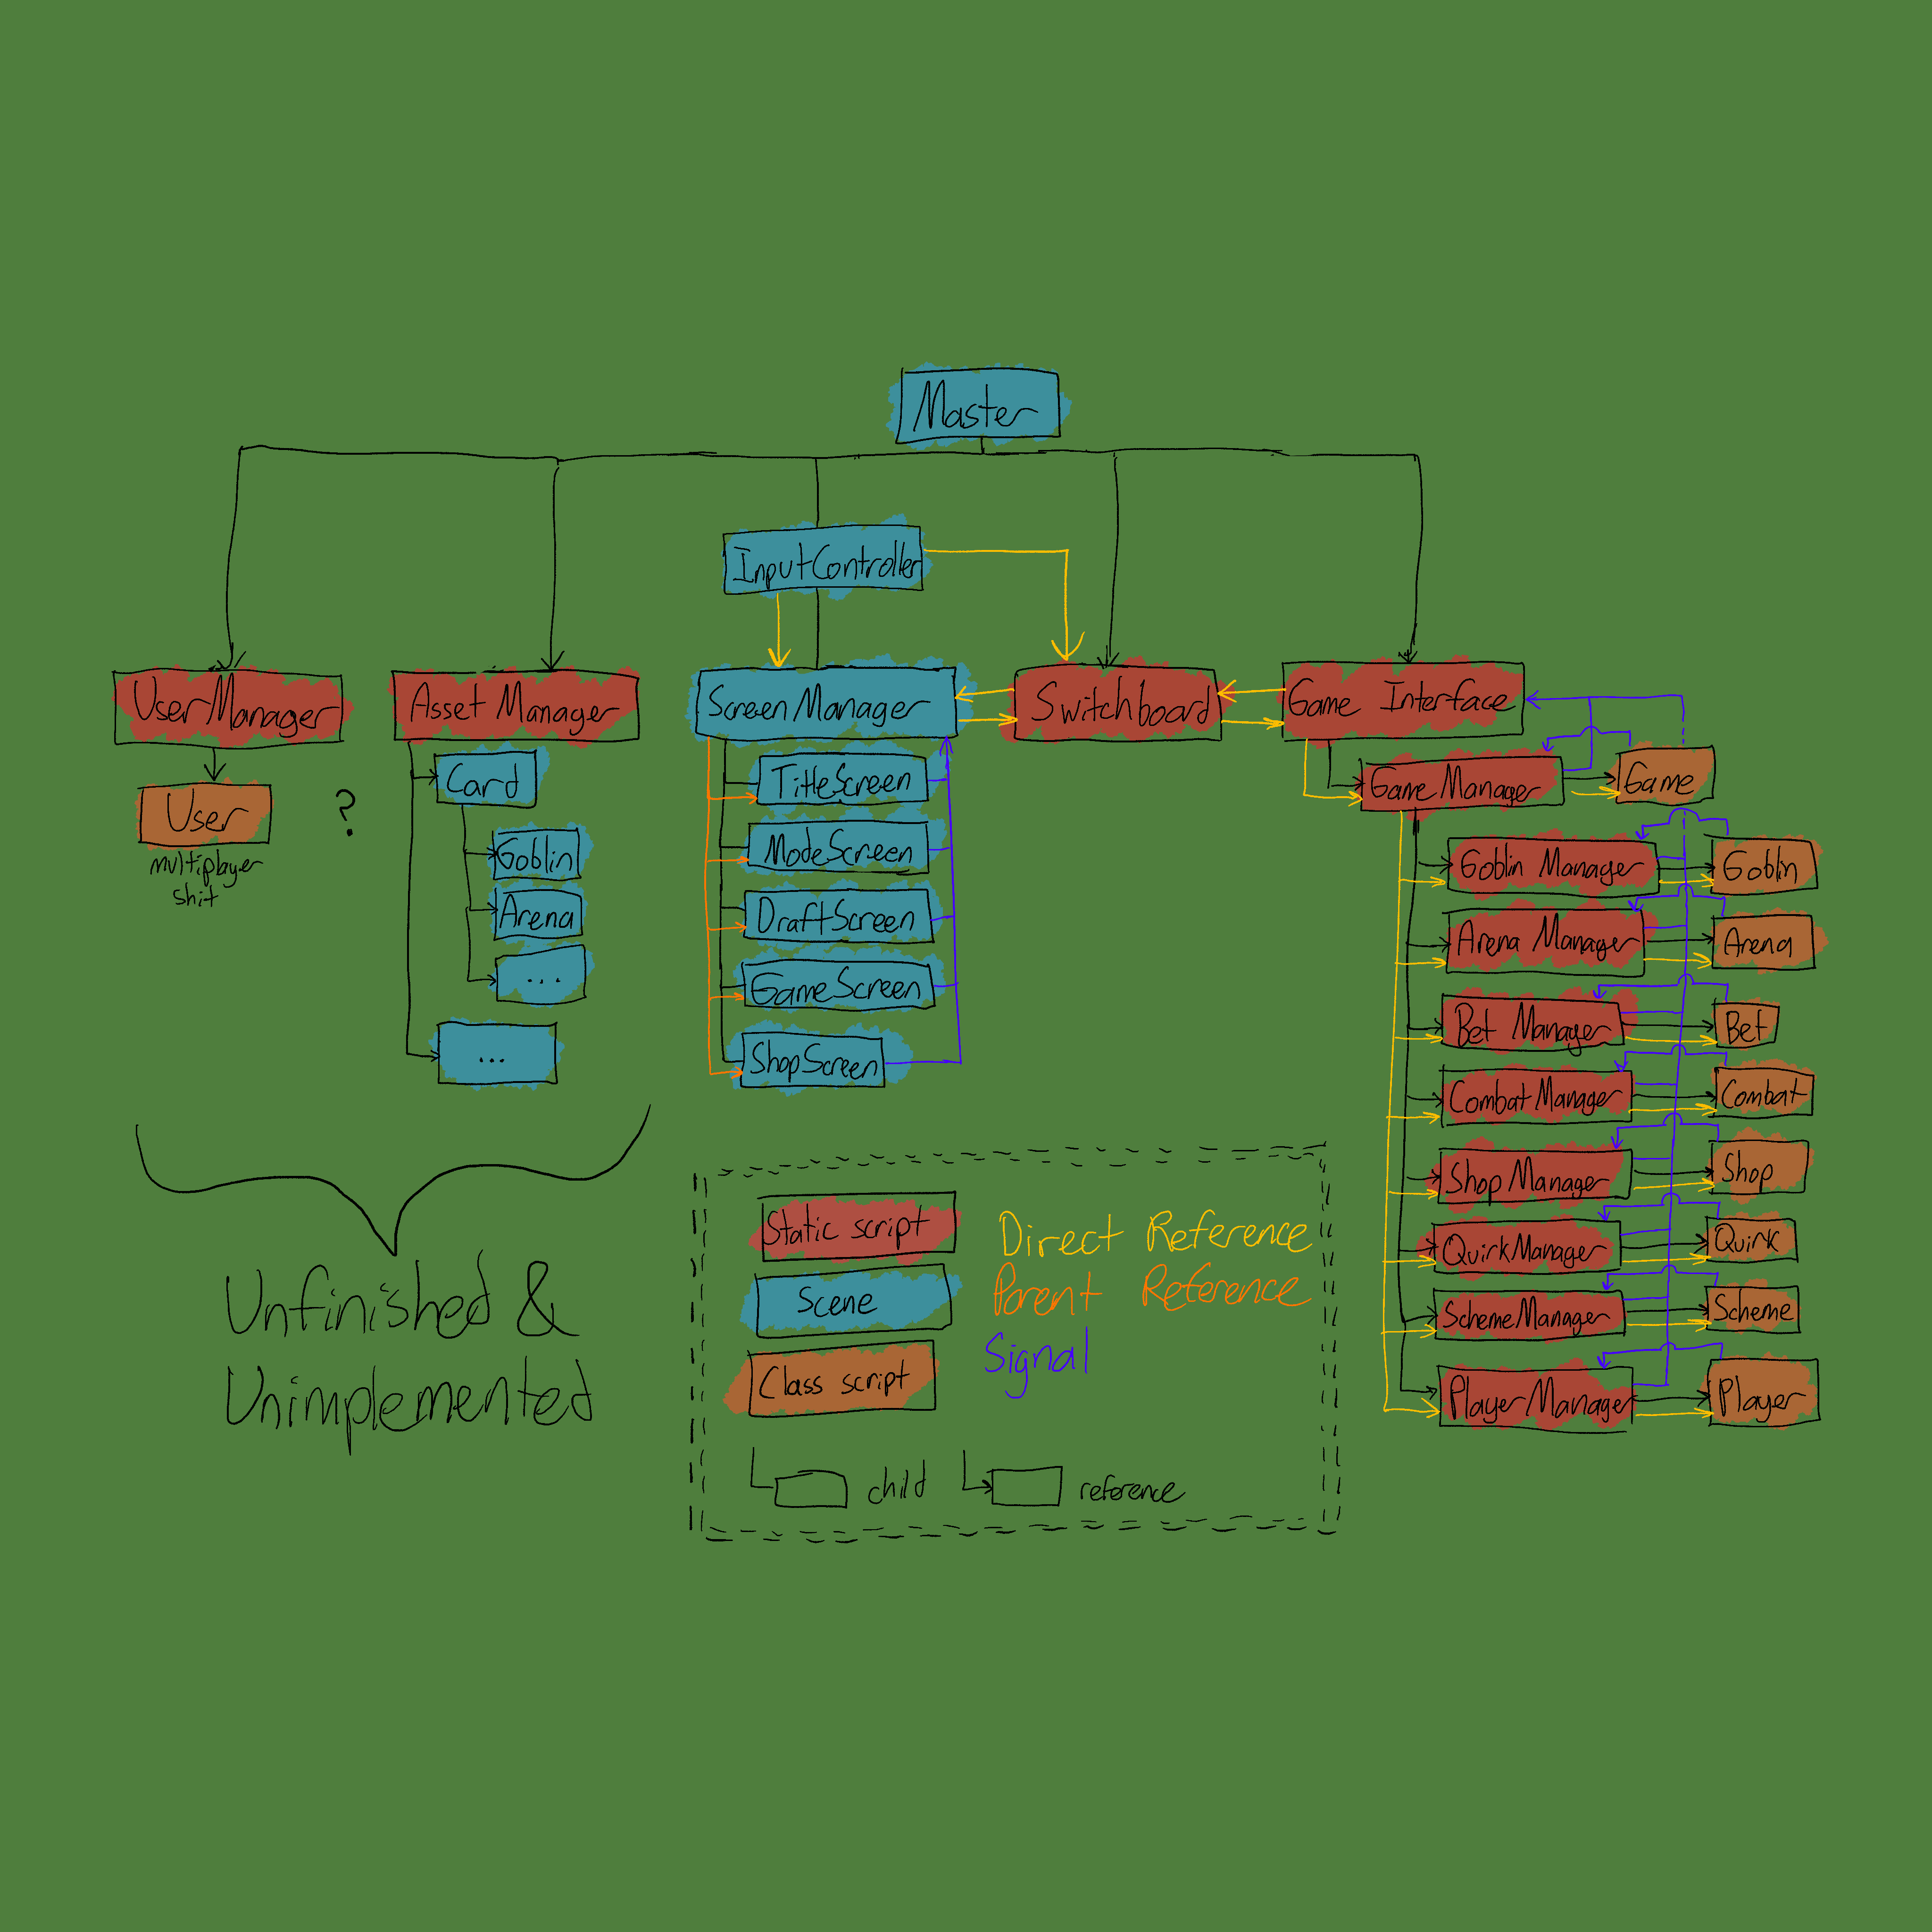 Master
InputController
UserManager
Asset Manager
ScreenManager
Switchboard
Game Interface
User
multiplayer
shit
?
Card
Goblin
Arena
...
...
TitleScreen
ModeScreen
DraftScreen
GameScreen
ShopScreen
Game Manager
Game
Goblin Manager
Goblin
Arena Manager
Arena
Bet Manager
Bet
Combat Manager
Combat
Shop Manager
Shop
QuirkManager
Quirk
SchemeManager
Scheme
PlayerManager
Player
Unfinished &
Unimplemented
Static script
Scene
Class script
Direct Reference
Parent Reference
Signal
child
reference